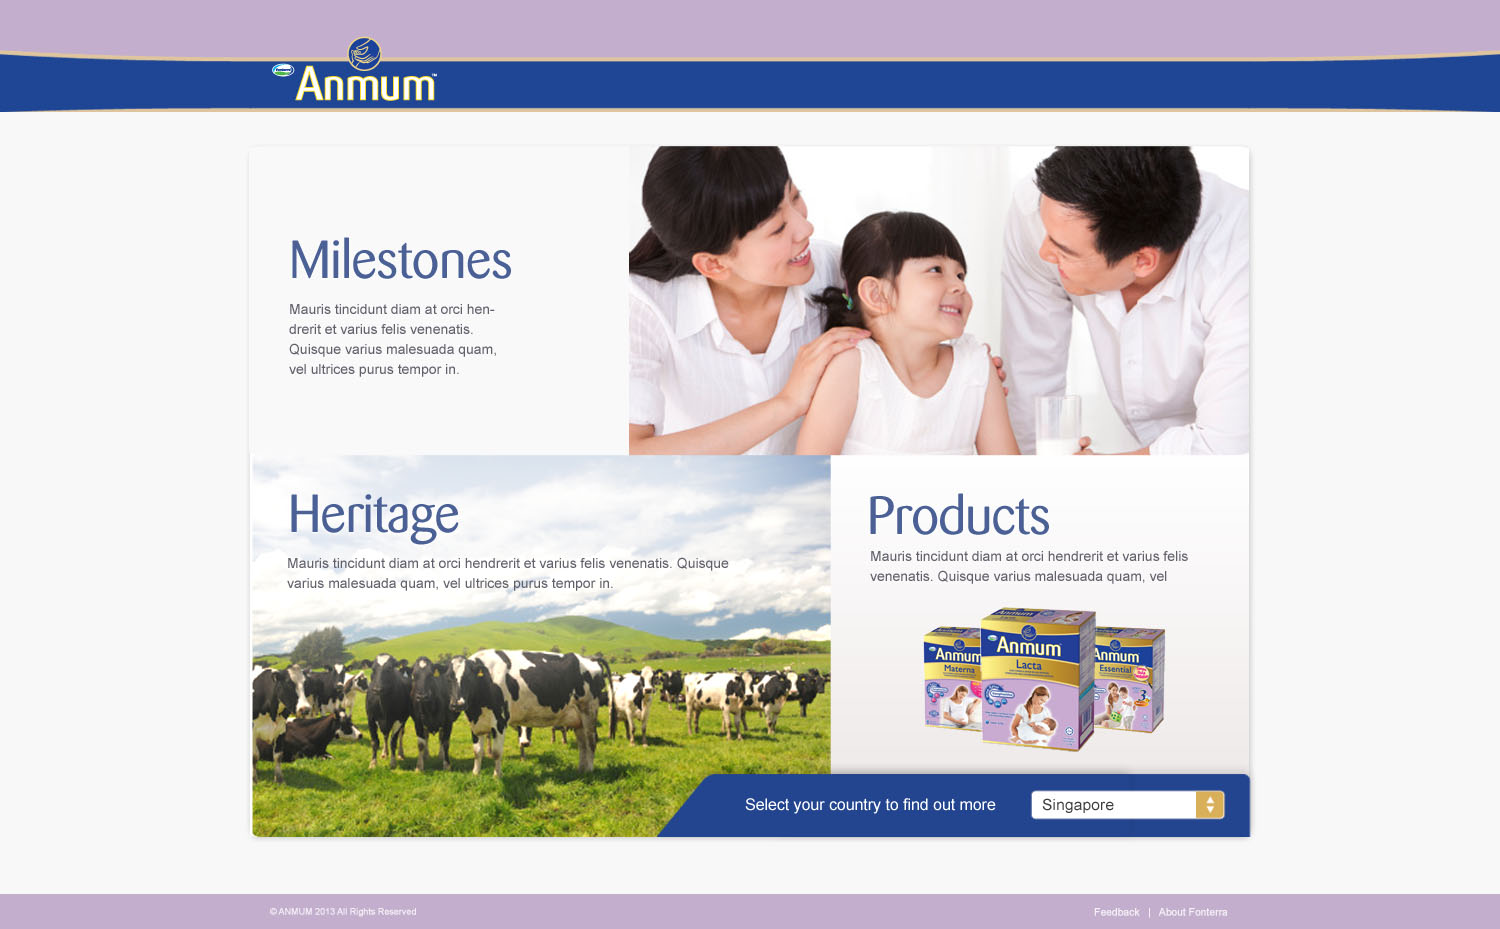 Anmum™
Milestones
Mauris tincidunt diam at orci hen-
drerit et varius felis venenatis.
Quisque varius malesuada quam,
vel ultrices purus tempor in.
Heritage
Mauris tincidunt diam at orci hendrerit et varius felis venenatis. Quisque
varius malesuada quam, vel ultrices purus tempor in.
Products
Mauris tincidunt diam at orci hendrerit et varius felis
venenatis. Quisque varius malesuada quam, vel
Anmum
Materna
Anmum
Lacta
Anmum
Essential
3
Select your country to find out more
Singapore
© ANMUM 2013 All Rights Reserved
Feedback | About Fonterra